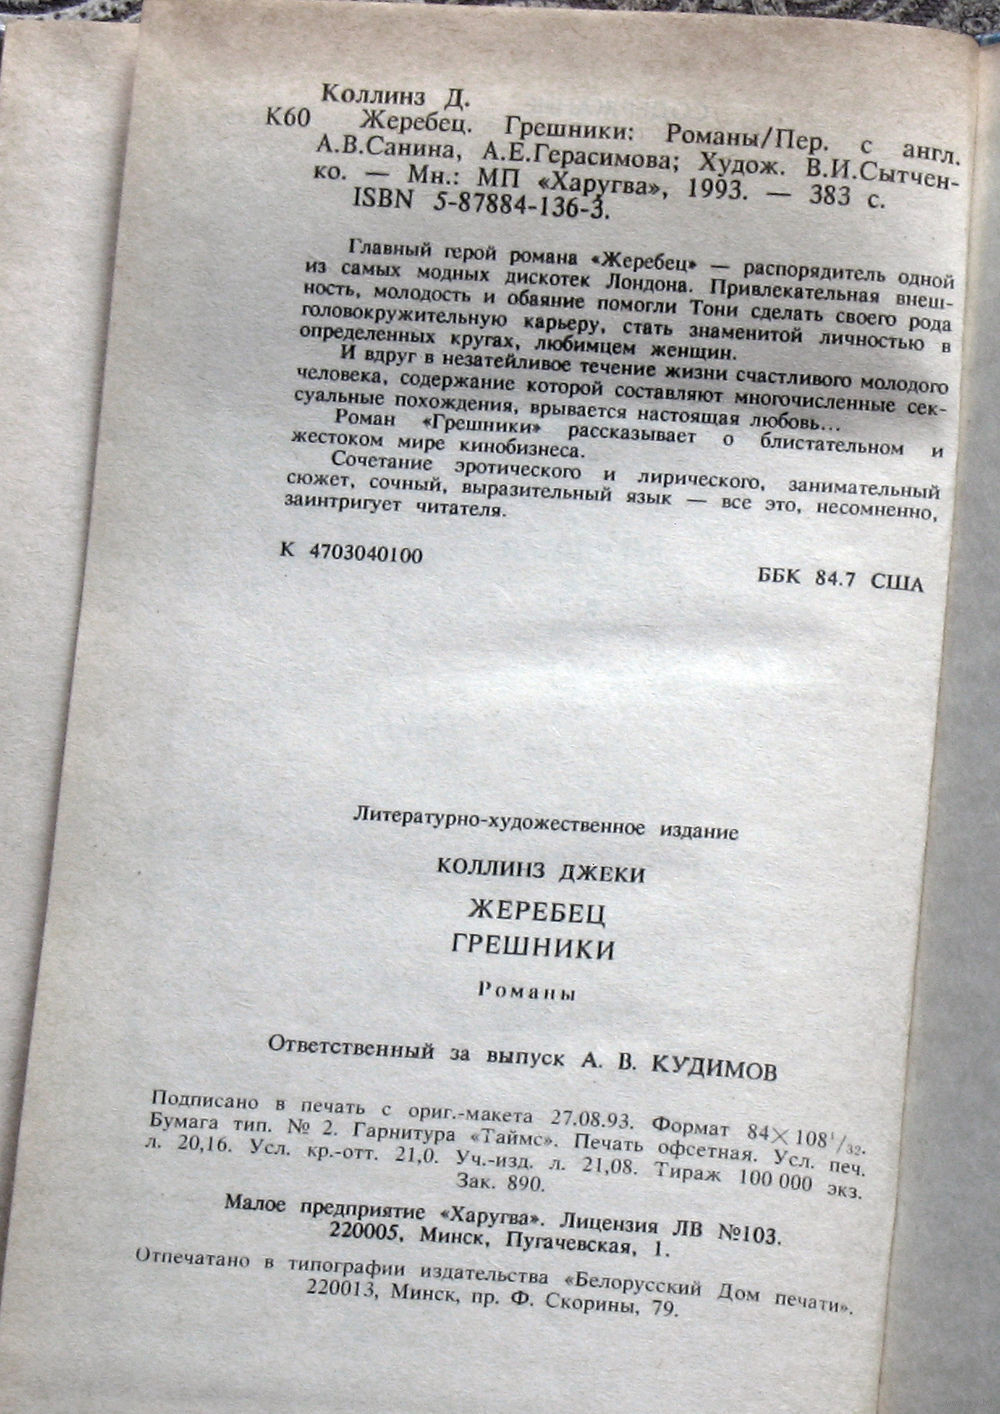 Коллинз Д.
К60 Жеребец. Грешники: Романы/Пер. с англ.
А.В.Санина, А.Е.Герасимова; Худож. В.И.Сытчен-
ко. — Мн.: МП «Харугва», 1993. — 383 с.
ISBN 5-87884-136-3.
Главный герой романа «Жеребец» — распорядитель одной
из самых модных дискотек Лондона. Привлекательная внеш-
ность, молодость и обаяние помогли Тони сделать своего рода
головокружительную карьеру, стать знаменитой личностью в
определенных кругах, любимцем женщин.
И вдруг в незатейливое течение жизни счастливого молодого
человека, содержание которой составляют многочисленные сек-
суальные похождения, врывается настоящая любовь...
Роман «Грешники» рассказывает о блистательном и
жестоком мире кинобизнеса.
Сочетание эротического и лирического, занимательный
сюжет, сочный, выразительный язык — все это, несомненно,
заинтригует читателя.
К 4703040100
ББК 84.7 США
Литературно-художественное издание
КОЛЛИНЗ ДЖЕКИ
ЖЕРЕБЕЦ
ГРЕШНИКИ
Романы
Ответственный за выпуск А. В. КУДИМОВ
Подписано в печать с ориг.-макета 27.08.93. Формат 84×108 1/32.
Бумага тип. № 2. Гарнитура «Таймс». Печать офсетная. Усл. печ.
л. 20,16. Усл. кр.-отт. 21,0. Уч.-изд. л. 21,08. Тираж 100 000 экз.
Зак. 890.
Малое предприятие «Харугва». Лицензия ЛВ №103.
220005, Минск, Пугачевская, 1.
Отпечатано в типографии издательства «Белорусский Дом печати».
220013, Минск, пр. Ф. Скорины, 79.